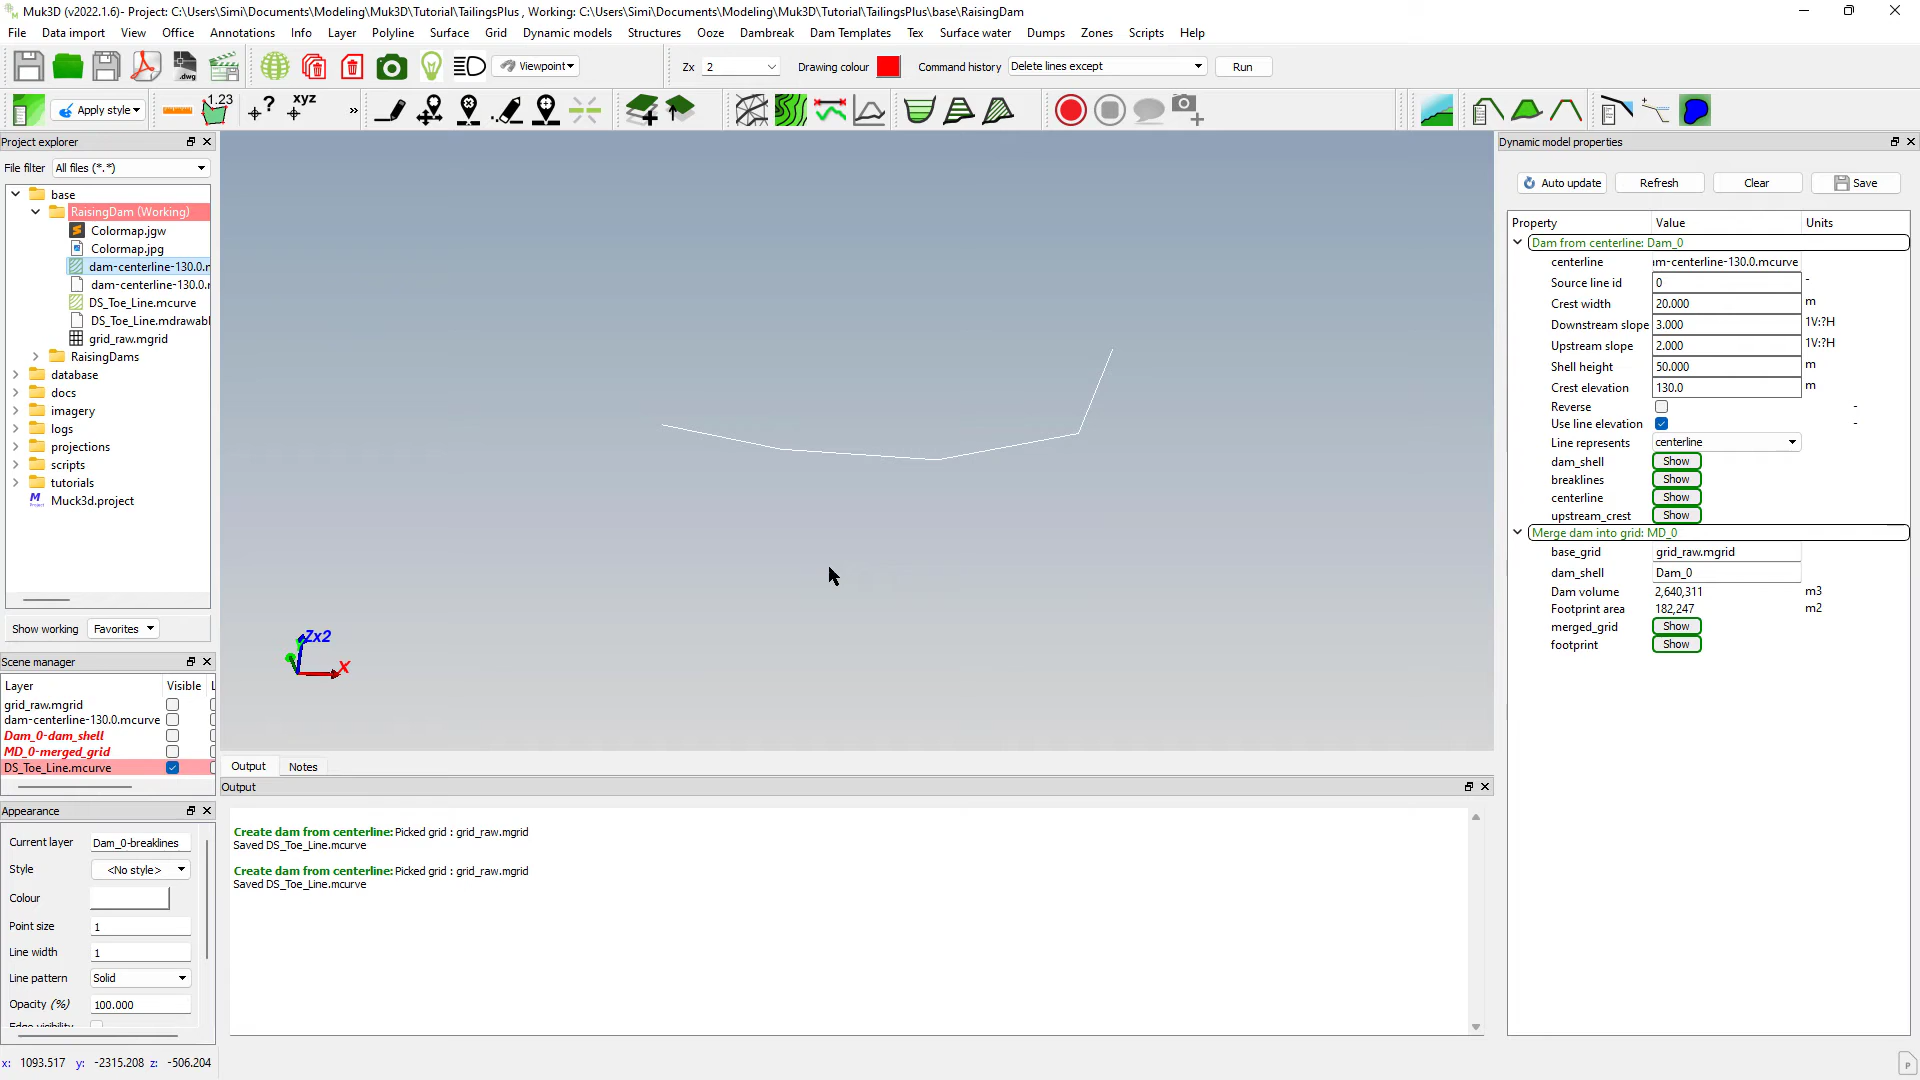 Muk3D (v2022.1.6)- Project: C:\Users\Simi\Documents\Modeling\Muk3D\Tutorial\TailingsPlus , Working: C:\Users\Simi\Documents\Modeling\Muk3D\Tutorial\TailingsPlus\base\RaisingDam
File Data import View Office Annotations Info Layer Polyline Surface Grid Dynamic models Structures Ooze Dambreak Dam Templates Tex Surface water Dumps Zones Scripts Help
.dwg Viewpoint Zx 2 Drawing colour Command history Delete lines except Run
Apply style 1.23 ? xyz »
Project explorer
File filter All files (*.*)
base
RaisingDam (Working)
Colormap.jgw
Colormap.jpg
dam-centerline-130.0.r
dam-centerline-130.0.r
DS_Toe_Line.mcurve
DS_Toe_Line.mdrawabl
grid_raw.mgrid
RaisingDams
database
docs
imagery
logs
projections
scripts
tutorials
Muck3d.project
Show working Favorites
Scene manager
Layer Visible L
grid_raw.mgrid
dam-centerline-130.0.mcurve
Dam_0-dam_shell
MD_0-merged_grid
DS_Toe_Line.mcurve
Appearance
Current layer Dam_0-breaklines
Style <No style>
Colour
Point size 1
Line width 1
Line pattern Solid
Opacity (%) 100.000
Edge visibility
x: 1093.517 y: -2315.208 z: -506.204
Zx2
X
Output Notes
Output
Create dam from centerline: Picked grid : grid_raw.mgrid
Saved DS_Toe_Line.mcurve
Create dam from centerline: Picked grid : grid_raw.mgrid
Saved DS_Toe_Line.mcurve
Dynamic model properties
Auto update Refresh Clear Save
Property Value Units
Dam from centerline: Dam_0
centerline ım-centerline-130.0.mcurve
Source line id 0 -
Crest width 20.000 m
Downstream slope 3.000 1V:?H
Upstream slope 2.000 1V:?H
Shell height 50.000 m
Crest elevation 130.0 m
Reverse -
Use line elevation -
Line represents centerline
dam_shell Show
breaklines Show
centerline Show
upstream_crest Show
Merge dam into grid: MD_0
base_grid grid_raw.mgrid
dam_shell Dam_0
Dam volume 2,640,311 m3
Footprint area 182,247 m2
merged_grid Show
footprint Show